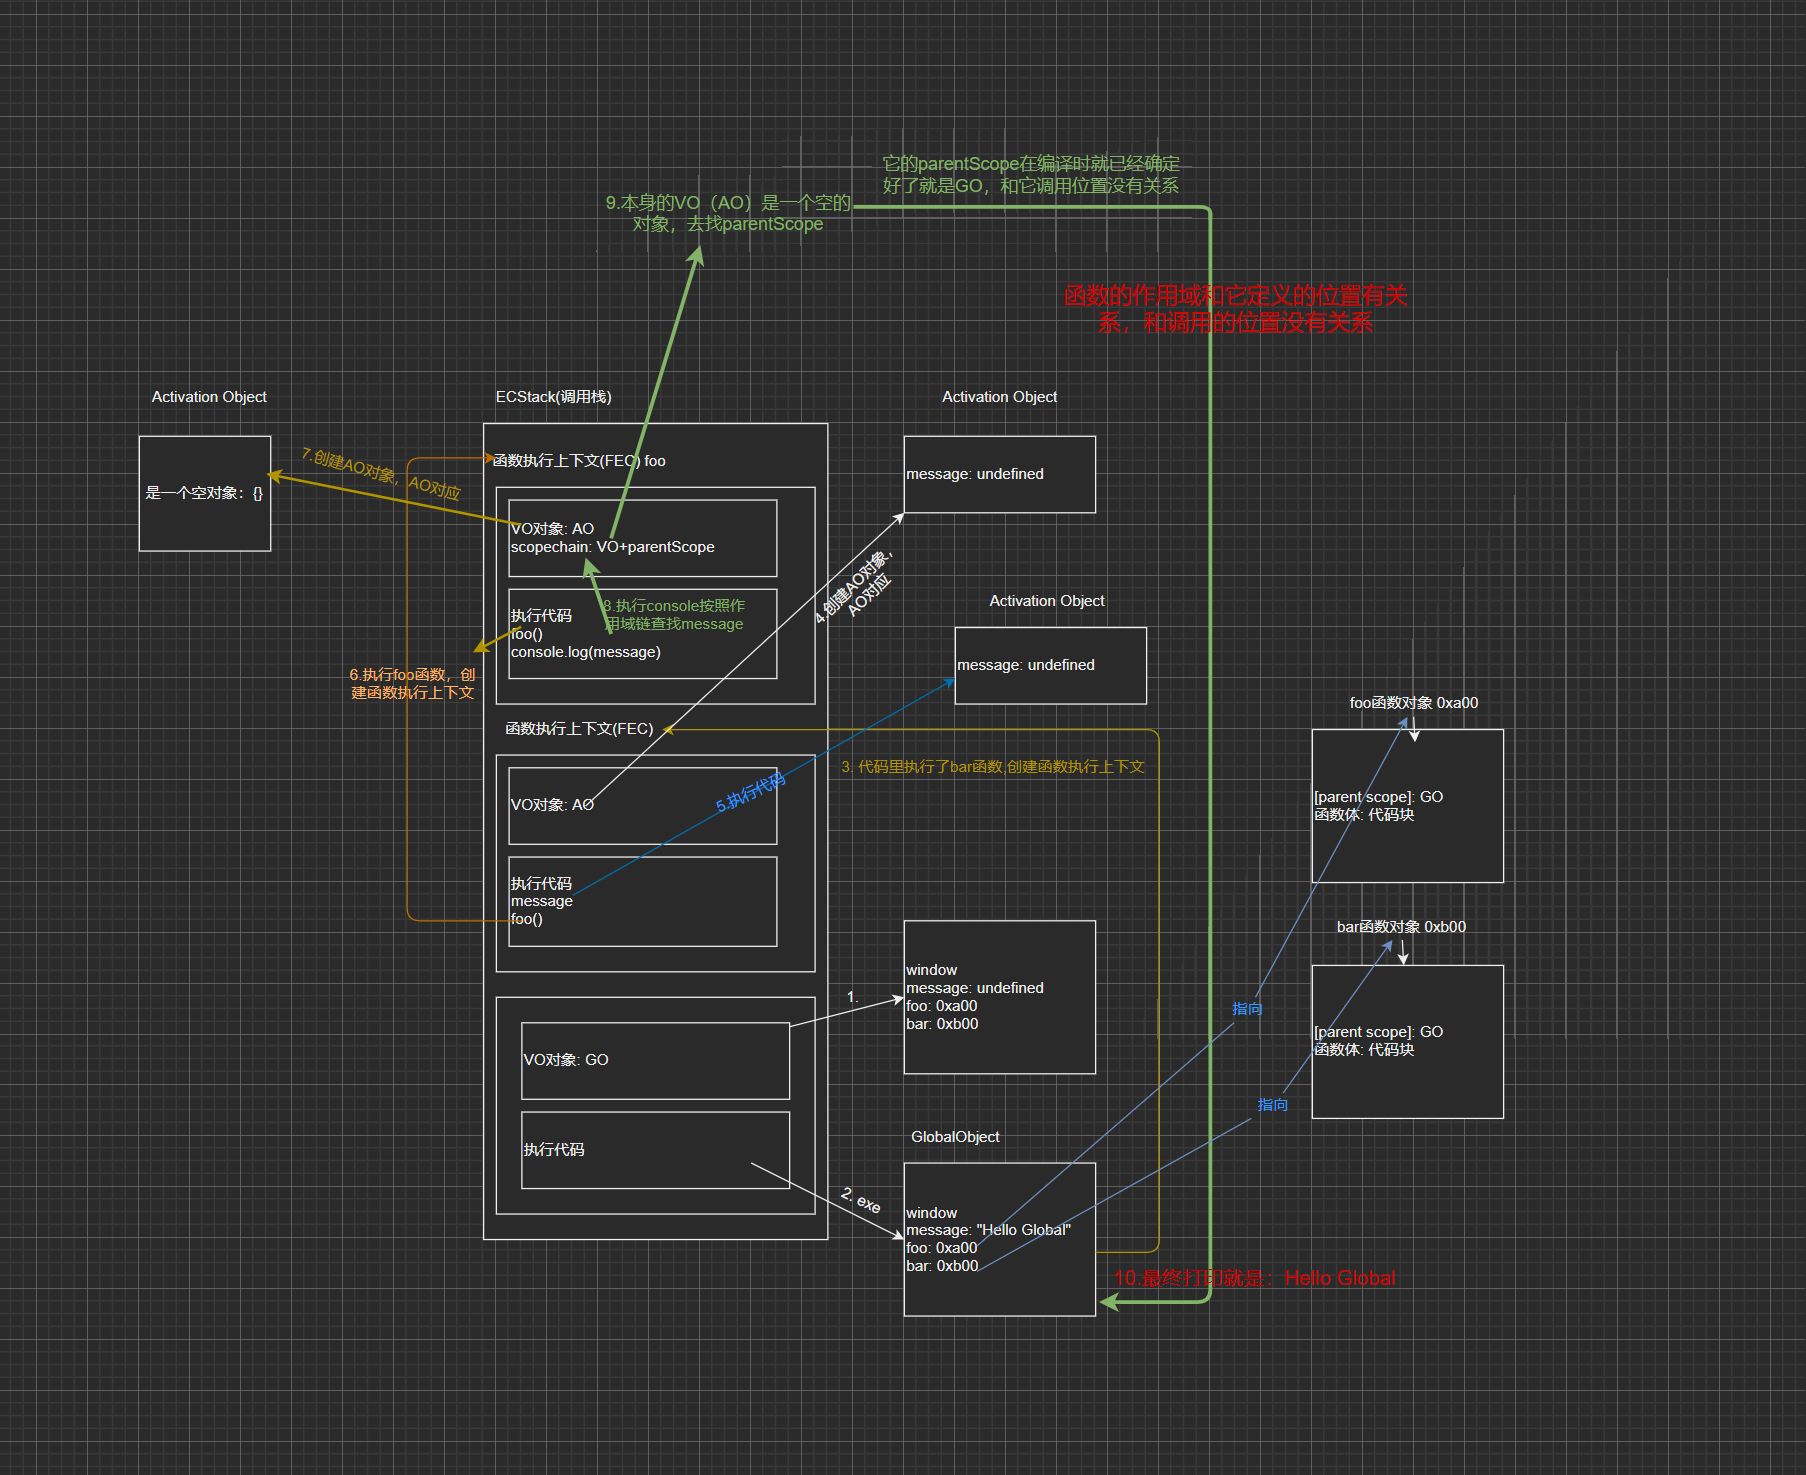 它的parentScope在编译时就已经确定
好了就是GO，和它调用位置没有关系
9.本身的VO（AO）是一个空的
对象，去找parentScope
函数的作用域和它定义的位置有关
系，和调用的位置没有关系
Activation Object
是一个空对象：{}
7.创建AO对象，AO对应
ECStack(调用栈)
函数执行上下文(FEC) foo
VO对象: AO
scopechain: VO+parentScope
8.执行console按照作
用域链查找message
执行代码
foo()
console.log(message)
6.执行foo函数，创
建函数执行上下文
函数执行上下文(FEC)
VO对象: AO
执行代码
message
foo()
VO对象: GO
执行代码
Activation Object
message: undefined
4.创建AO对象，
AO对应
Activation Object
message: undefined
5.执行代码
3. 代码里执行了bar函数,创建函数执行上下文
1.
window
message: undefined
foo: 0xa00
bar: 0xb00
2. exe
GlobalObject
window
message: "Hello Global"
foo: 0xa00
bar: 0xb00
10.最终打印就是：Hello Global
foo函数对象 0xa00
[parent scope]: GO
函数体: 代码块
指向
bar函数对象 0xb00
[parent scope]: GO
函数体: 代码块
指向